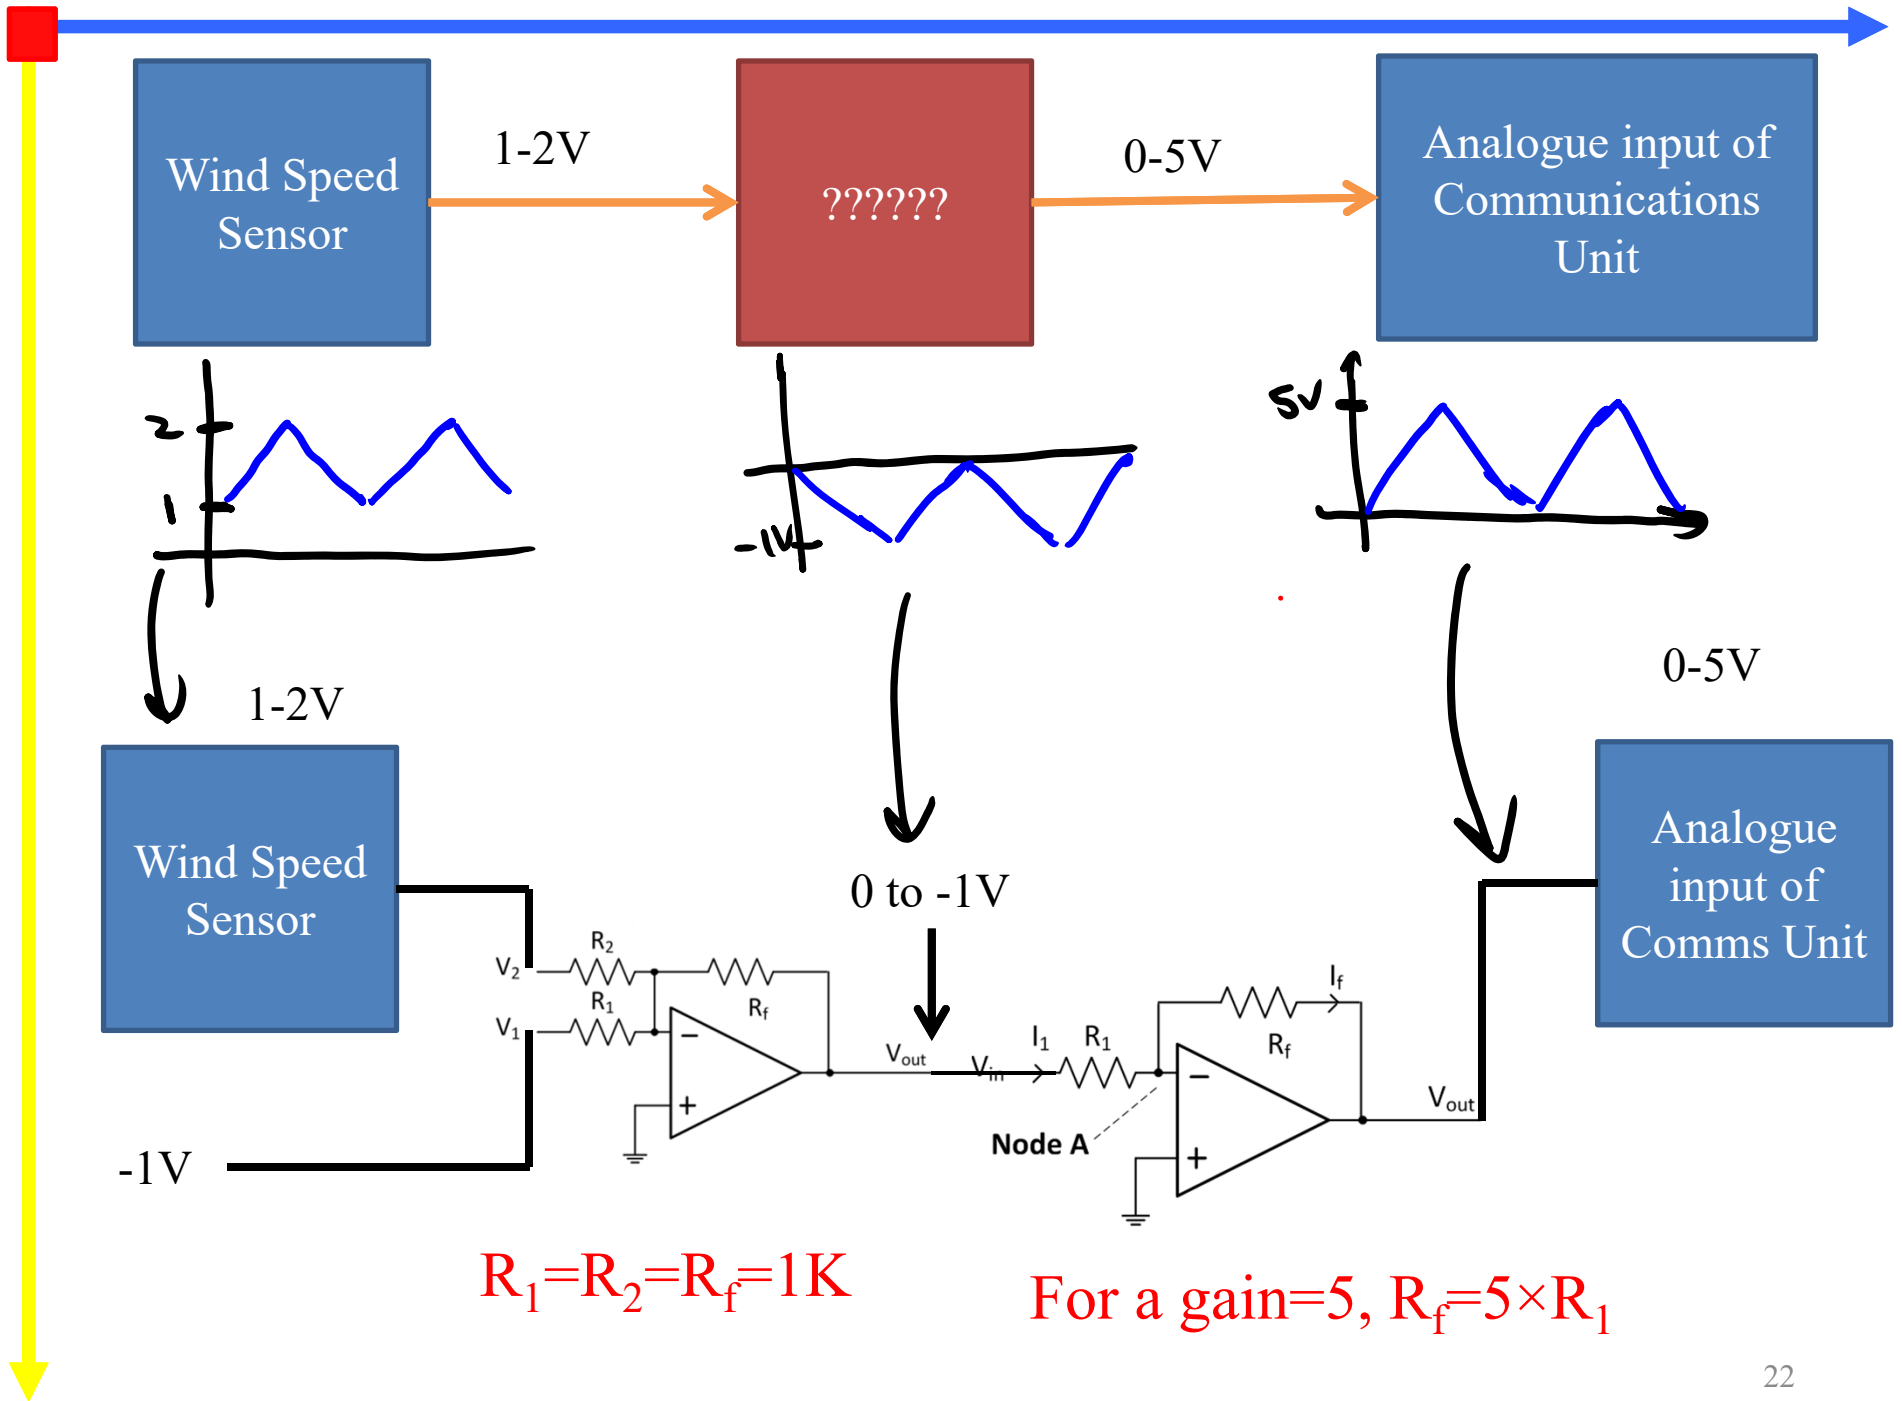 Wind Speed
Sensor
1-2V
??????
0-5V
Analogue input of
Communications
Unit
2
1
-1V
5V
1-2V
0-5V
Wind Speed
Sensor
0 to -1V
Analogue
input of
Comms Unit
V₂
R₂
R₁
V₁
Rf
−
+
Vout
Vin
I₁
R₁
If
Rf
−
+
Vout
Node A
-1V
R₁=R₂=Rf=1K
For a gain=5, Rf=5×R₁
22